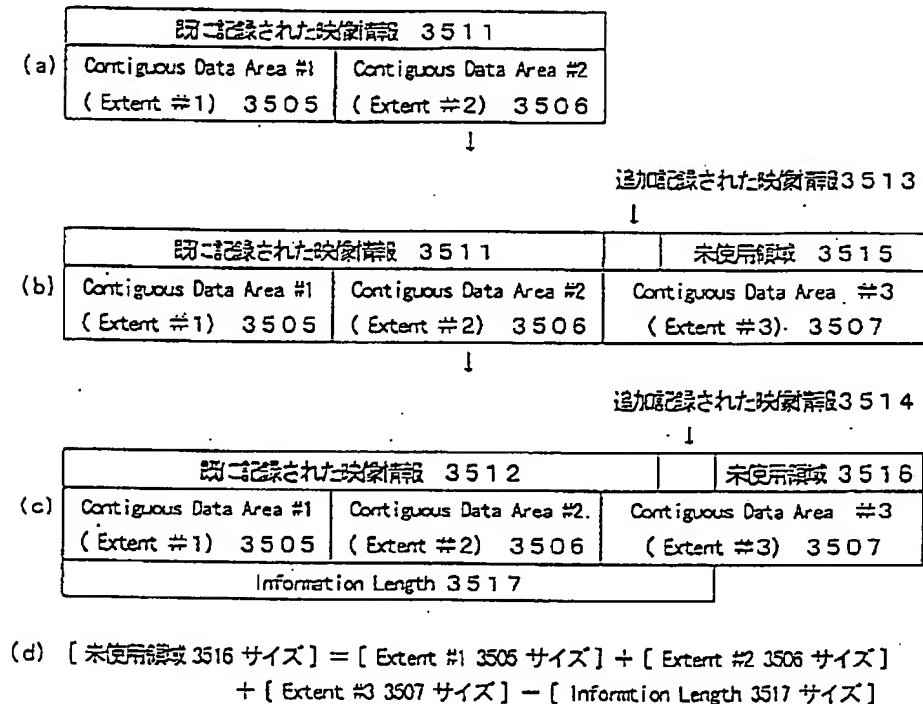 既に記録された映像情報 3511
(a) Contiguous Data Area #1 Contiguous Data Area #2
(Extent #1) 3505 (Extent #2) 3506
↓
追加記録された映像情報3513
↓
既に記録された映像情報 3511 未使用領域 3515
(b) Contiguous Data Area #1 Contiguous Data Area #2 Contiguous Data Area #3
(Extent #1) 3505 (Extent #2) 3506 (Extent #3) 3507
↓
追加記録された映像情報3514
↓
既に記録された映像情報 3512 未使用領域 3516
(c) Contiguous Data Area #1 Contiguous Data Area #2 Contiguous Data Area #3
(Extent #1) 3505 (Extent #2) 3506 (Extent #3) 3507
Information Length 3517
(d) [未使用領域 3516 サイズ] = [Extent #1 3505 サイズ] + [Extent #2 3506 サイズ]
+ [Extent #3 3507 サイズ] - [Infomtion Length 3517 サイズ]